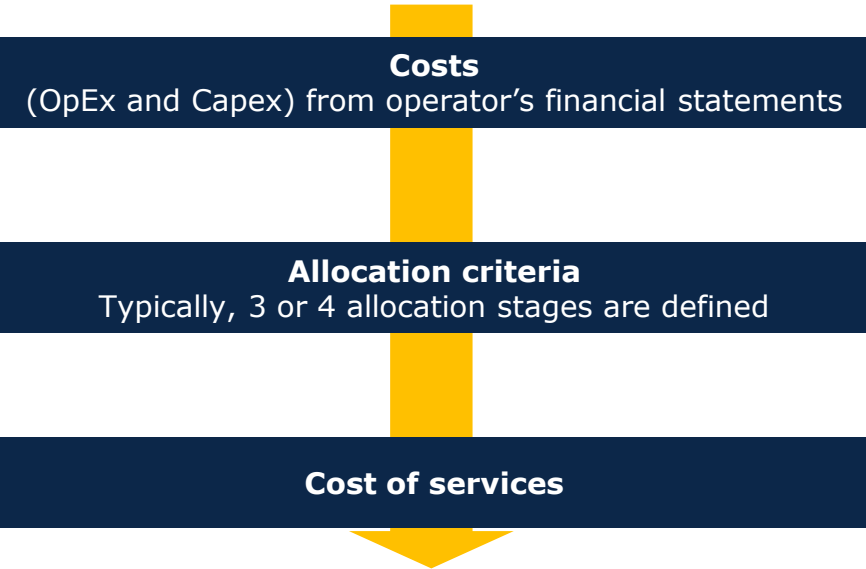 Costs
(OpEx and Capex) from operator’s financial statements
Allocation criteria
Typically, 3 or 4 allocation stages are defined
Cost of services